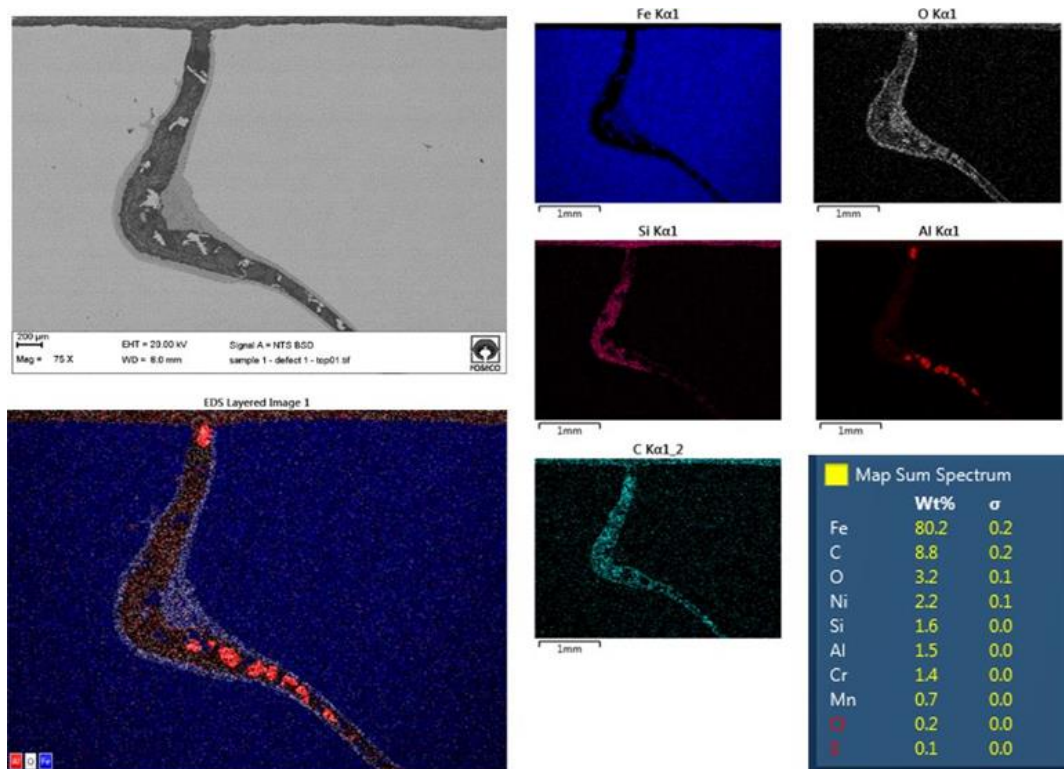 200 µm
Mag = 75 X
EHT = 20.00 kV
WD = 8.0 mm
Signal A = NTS BSD
sample 1 - defect 1 - top01.tif
roseco
EDS Layered Image 1
Al O Fe
Fe Kα1
1mm
O Kα1
1mm
Si Kα1
1mm
Al Kα1
1mm
C Kα1_2
1mm
Map Sum Spectrum
Wt% σ
Fe 80.2 0.2
C 8.8 0.2
O 3.2 0.1
Ni 2.2 0.1
Si 1.6 0.0
Al 1.5 0.0
Cr 1.4 0.0
Mn 0.7 0.0
0.2 0.0
0.1 0.0